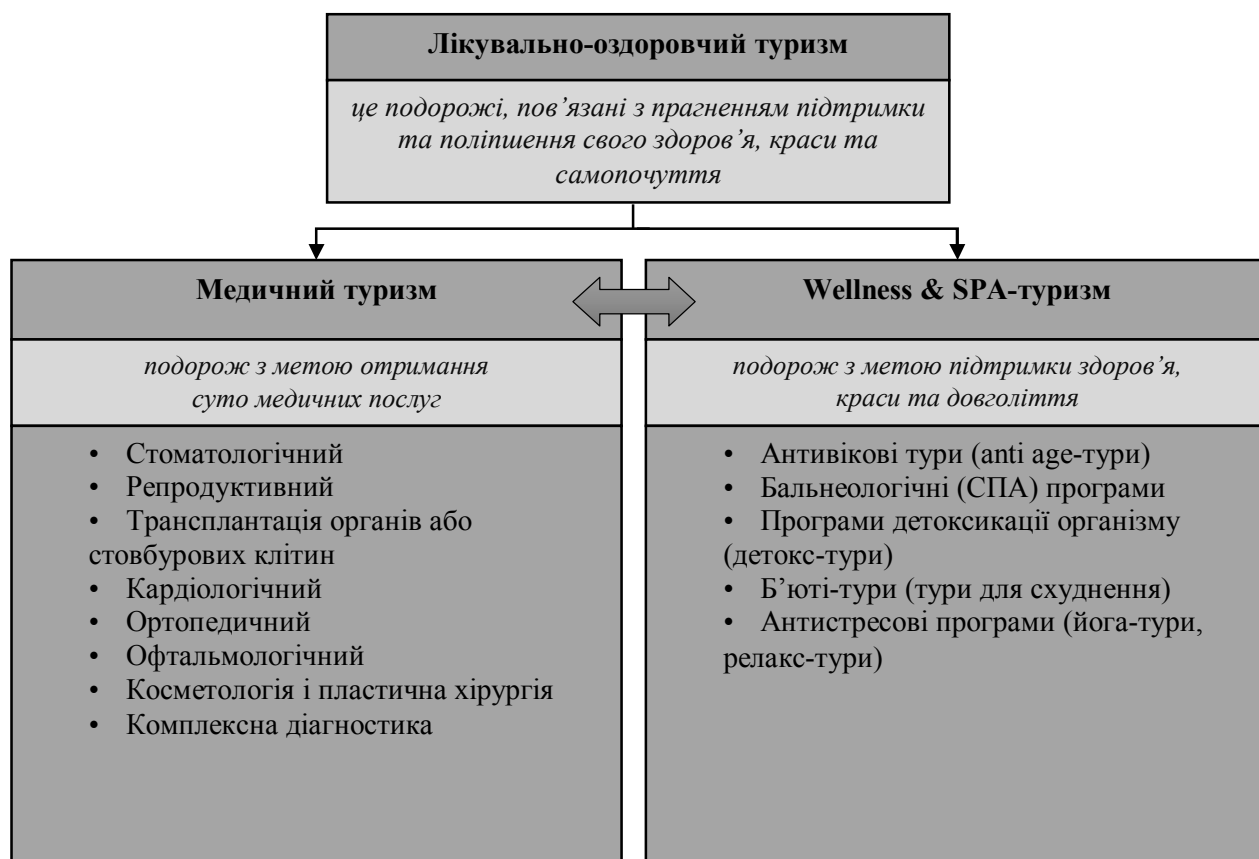 Лікувально-оздоровчий туризм
це подорожі, пов’язані з прагненням підтримки
та поліпшення свого здоров’я, краси та
самопочуття
Медичний туризм
подорож з метою отримання
суто медичних послуг
• Стоматологічний
• Репродуктивний
• Трансплантація органів або
стовбурових клітин
• Кардіологічний
• Ортопедичний
• Офтальмологічний
• Косметологія і пластична хірургія
• Комплексна діагностика
Wellness & SPA-туризм
подорож з метою підтримки здоров’я,
краси та довголіття
• Антивікові тури (anti age-тури)
• Бальнеологічні (СПА) програми
• Програми детоксикації організму
(детокс-тури)
• Б’юті-тури (тури для схуднення)
• Антистресові програми (йога-тури,
релакс-тури)